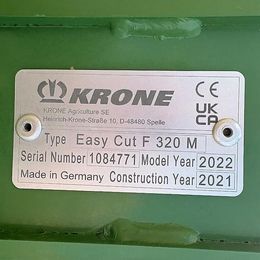 KRONE
KRONE Agriculture SE
Heinrich-Krone-Straße 10, D-48480 Spelle
CE
UK
CA
Type Easy Cut F 320 M
Serial Number 1084771 Model Year 2022
Made in Germany Construction Year 2021